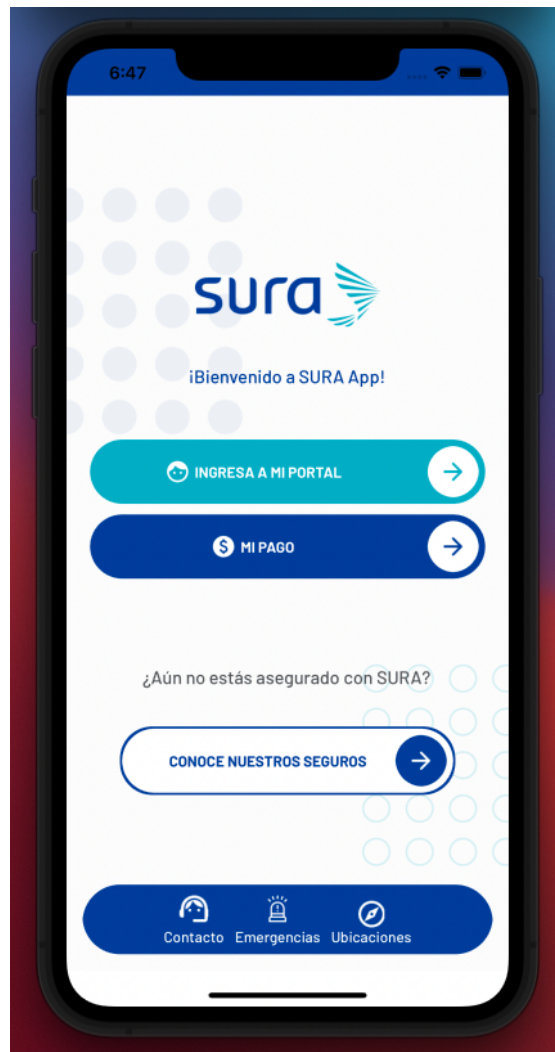 6:47
sura
¡Bienvenido a SURA App!
INGRESA A MI PORTAL
$ MI PAGO
¿Aún no estás asegurado con SURA?
CONOCE NUESTROS SEGUROS
Contacto Emergencias Ubicaciones